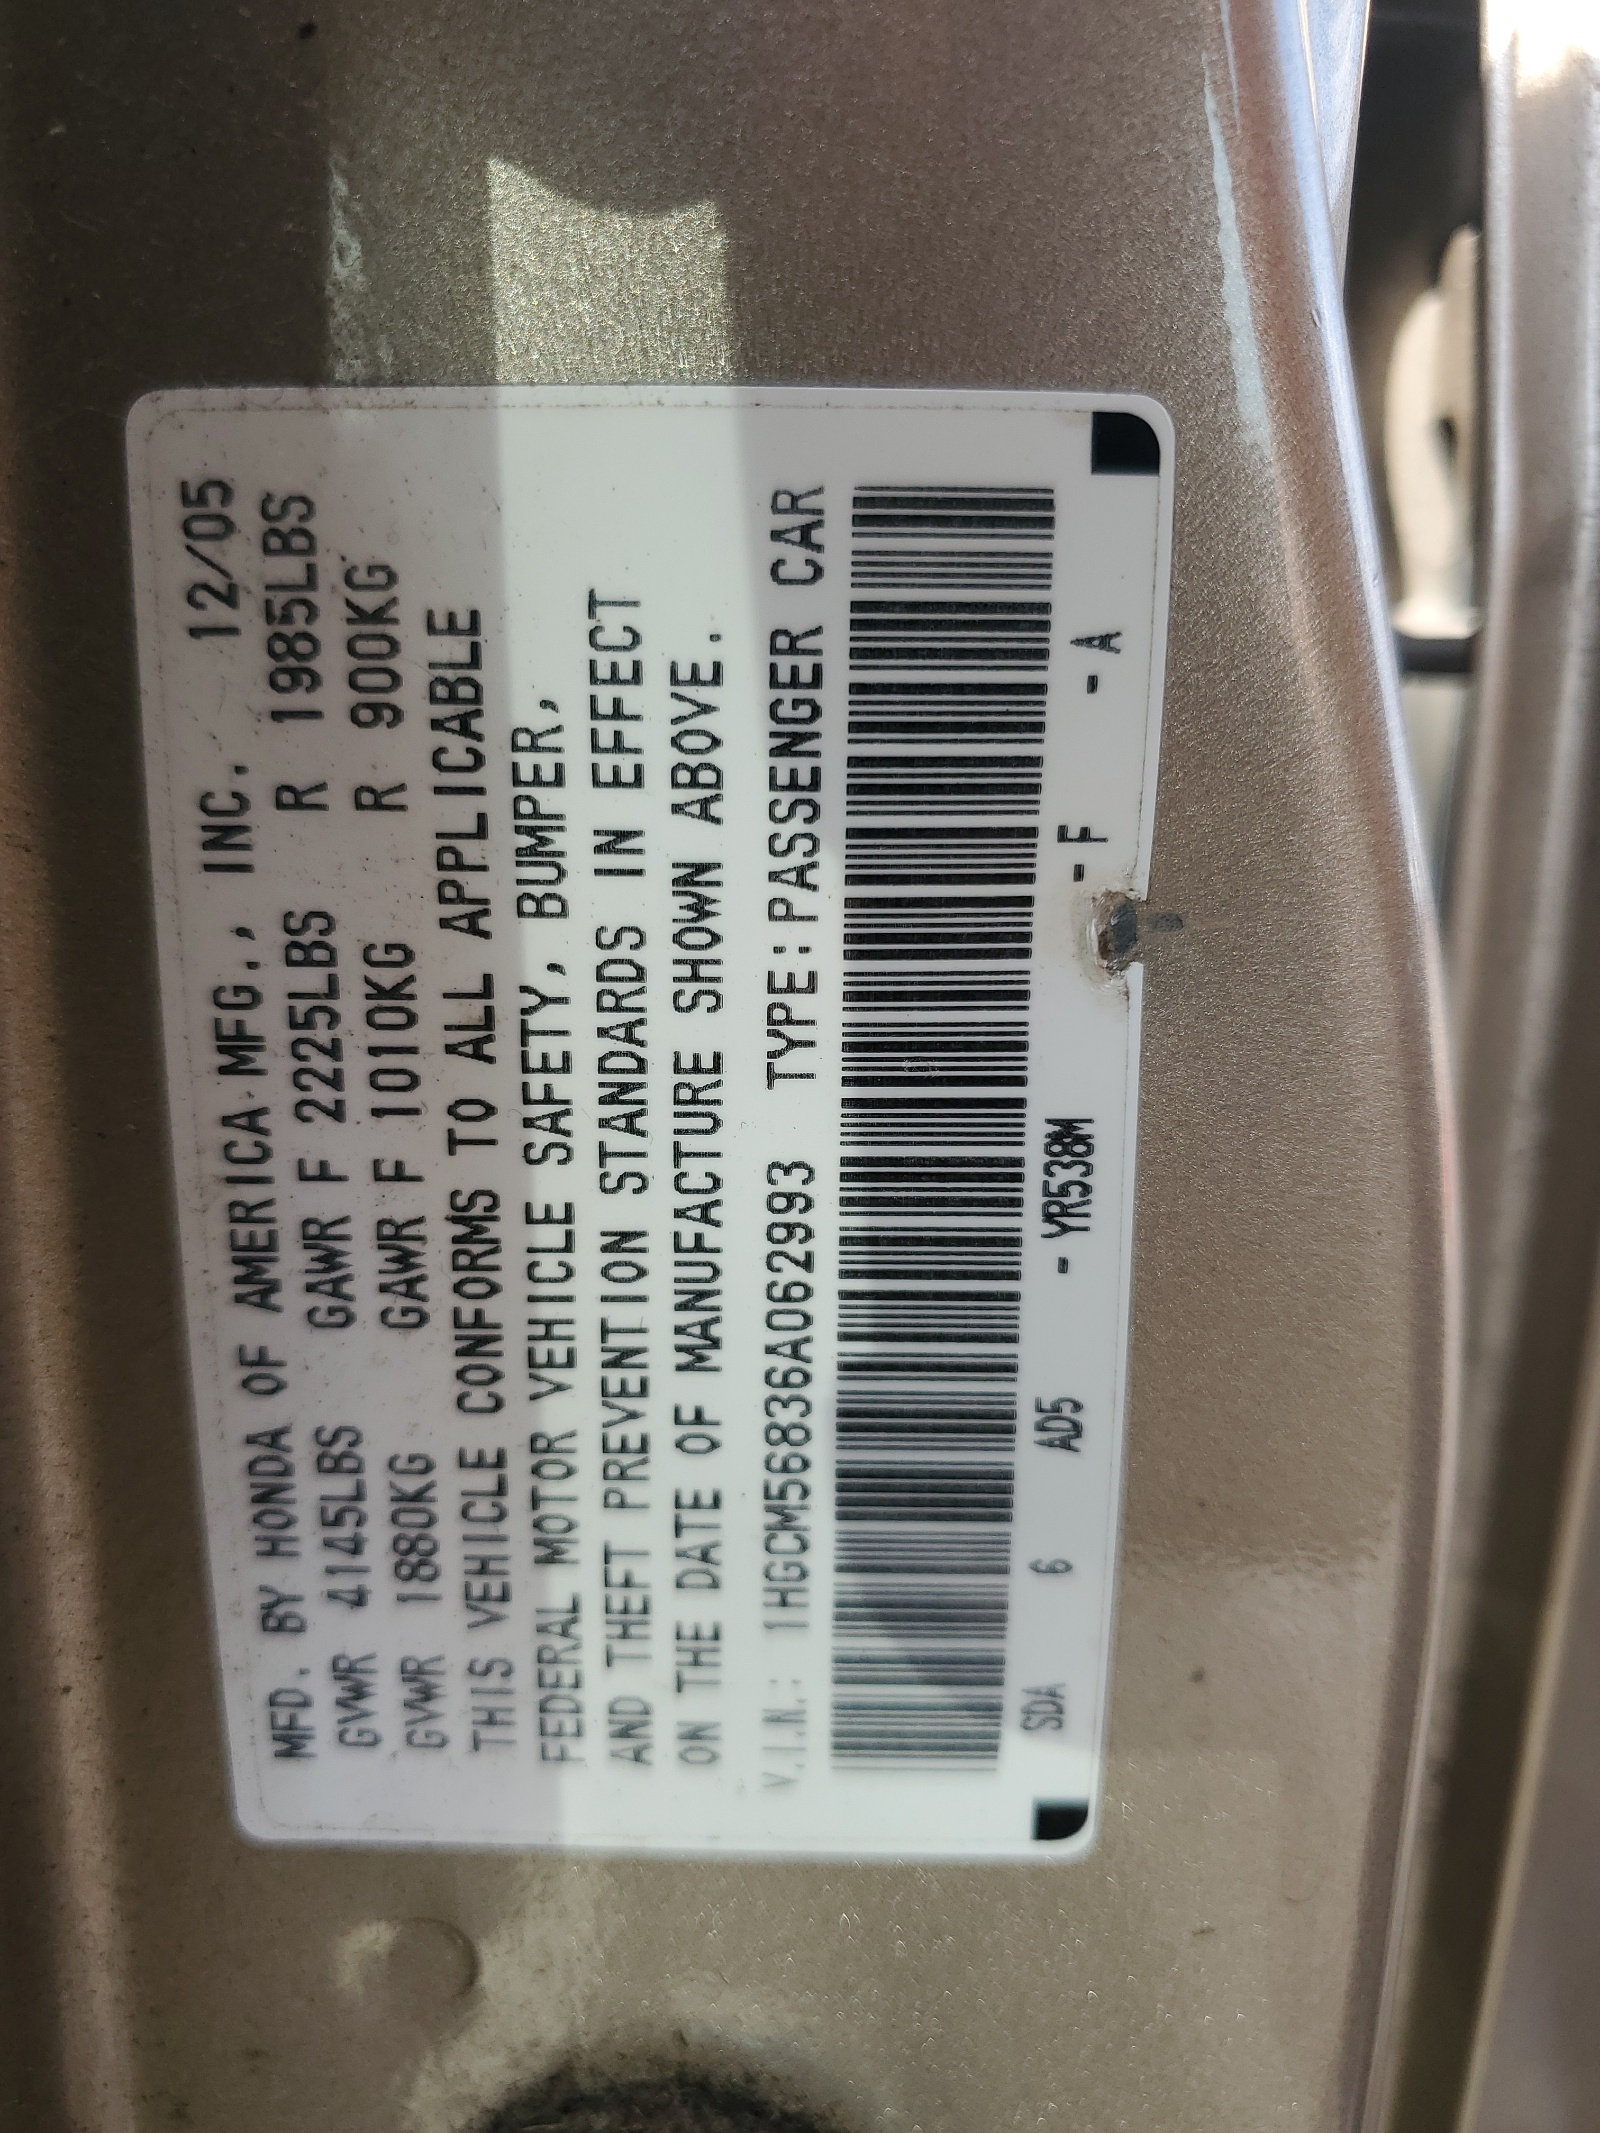 MFD. BY HONDA OF AMERICA MFG., INC. 12/05
GVWR 4145LBS GAWR F 2225LBS R 1985LBS
GVWR 1880KG GAWR F 1010KG R 900KG
THIS VEHICLE CONFORMS TO ALL APPLICABLE
FEDERAL MOTOR VEHICLE SAFETY, BUMPER,
AND THEFT PREVENTION STANDARDS IN EFFECT
ON THE DATE OF MANUFACTURE SHOWN ABOVE.
V.I.N.: 1HGCM56836A062993 TYPE:PASSENGER CAR
SDA 6 AD5 - YR538M - F - A